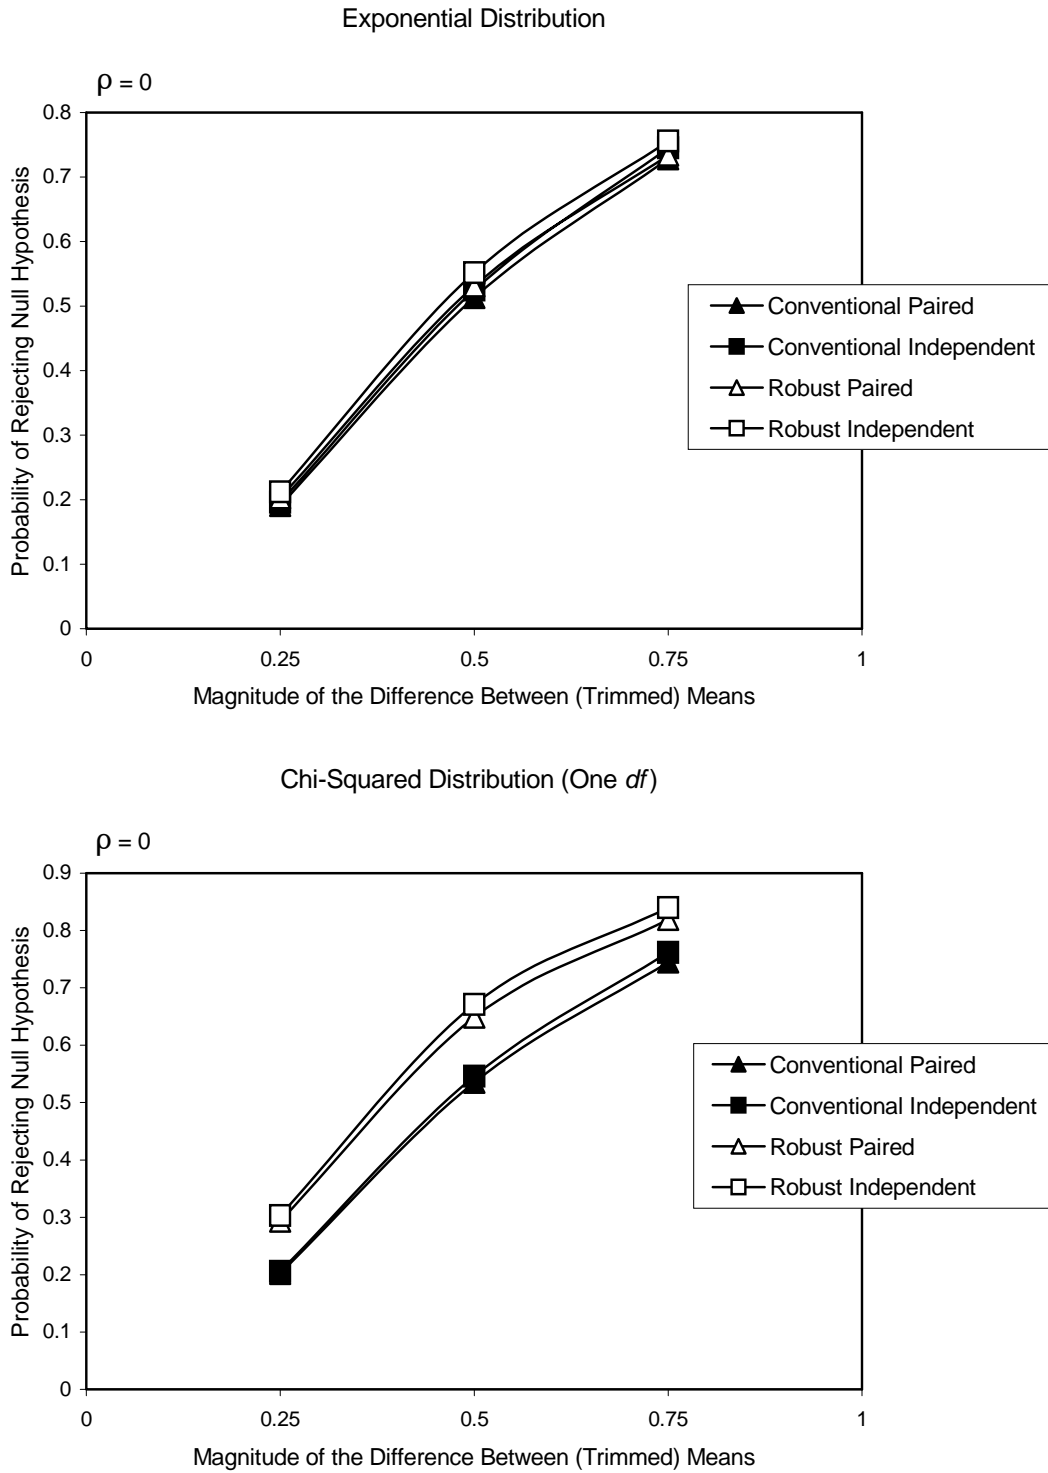 Exponential Distribution
ρ = 0
Probability of Rejecting Null Hypothesis
0.8
0.7
0.6
0.5
0.4
0.3
0.2
0.1
0
0 0.25 0.5 0.75 1
Magnitude of the Difference Between (Trimmed) Means
Conventional Paired
Conventional Independent
Robust Paired
Robust Independent
Chi-Squared Distribution (One df)
ρ = 0
Probability of Rejecting Null Hypothesis
0.9
0.8
0.7
0.6
0.5
0.4
0.3
0.2
0.1
0
0 0.25 0.5 0.75 1
Magnitude of the Difference Between (Trimmed) Means
Conventional Paired
Conventional Independent
Robust Paired
Robust Independent